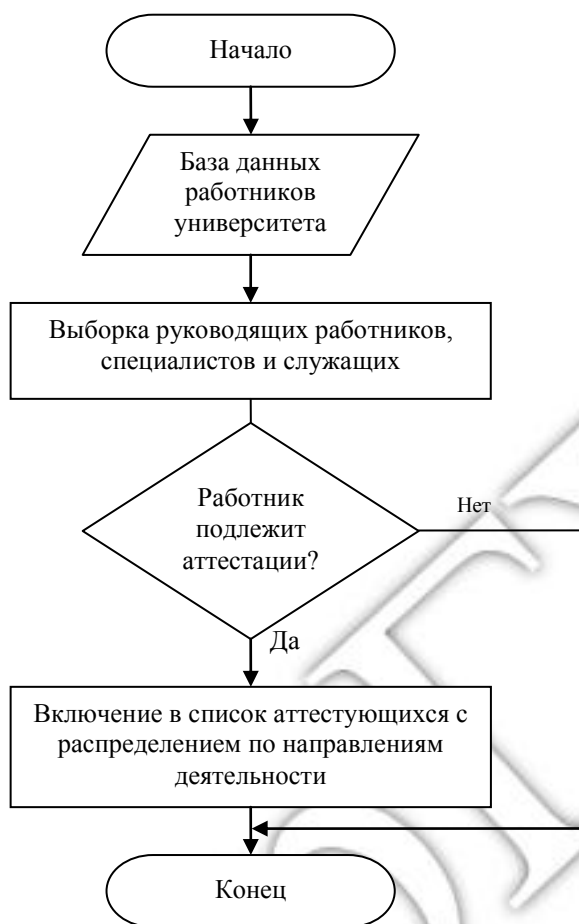 Начало
База данных
работников
университета
Выборка руководящих работников,
специалистов и служащих
Работник
подлежит
аттестации?
Нет
Да
Включение в список аттестующихся с
распределением по направлениям
деятельности
Конец